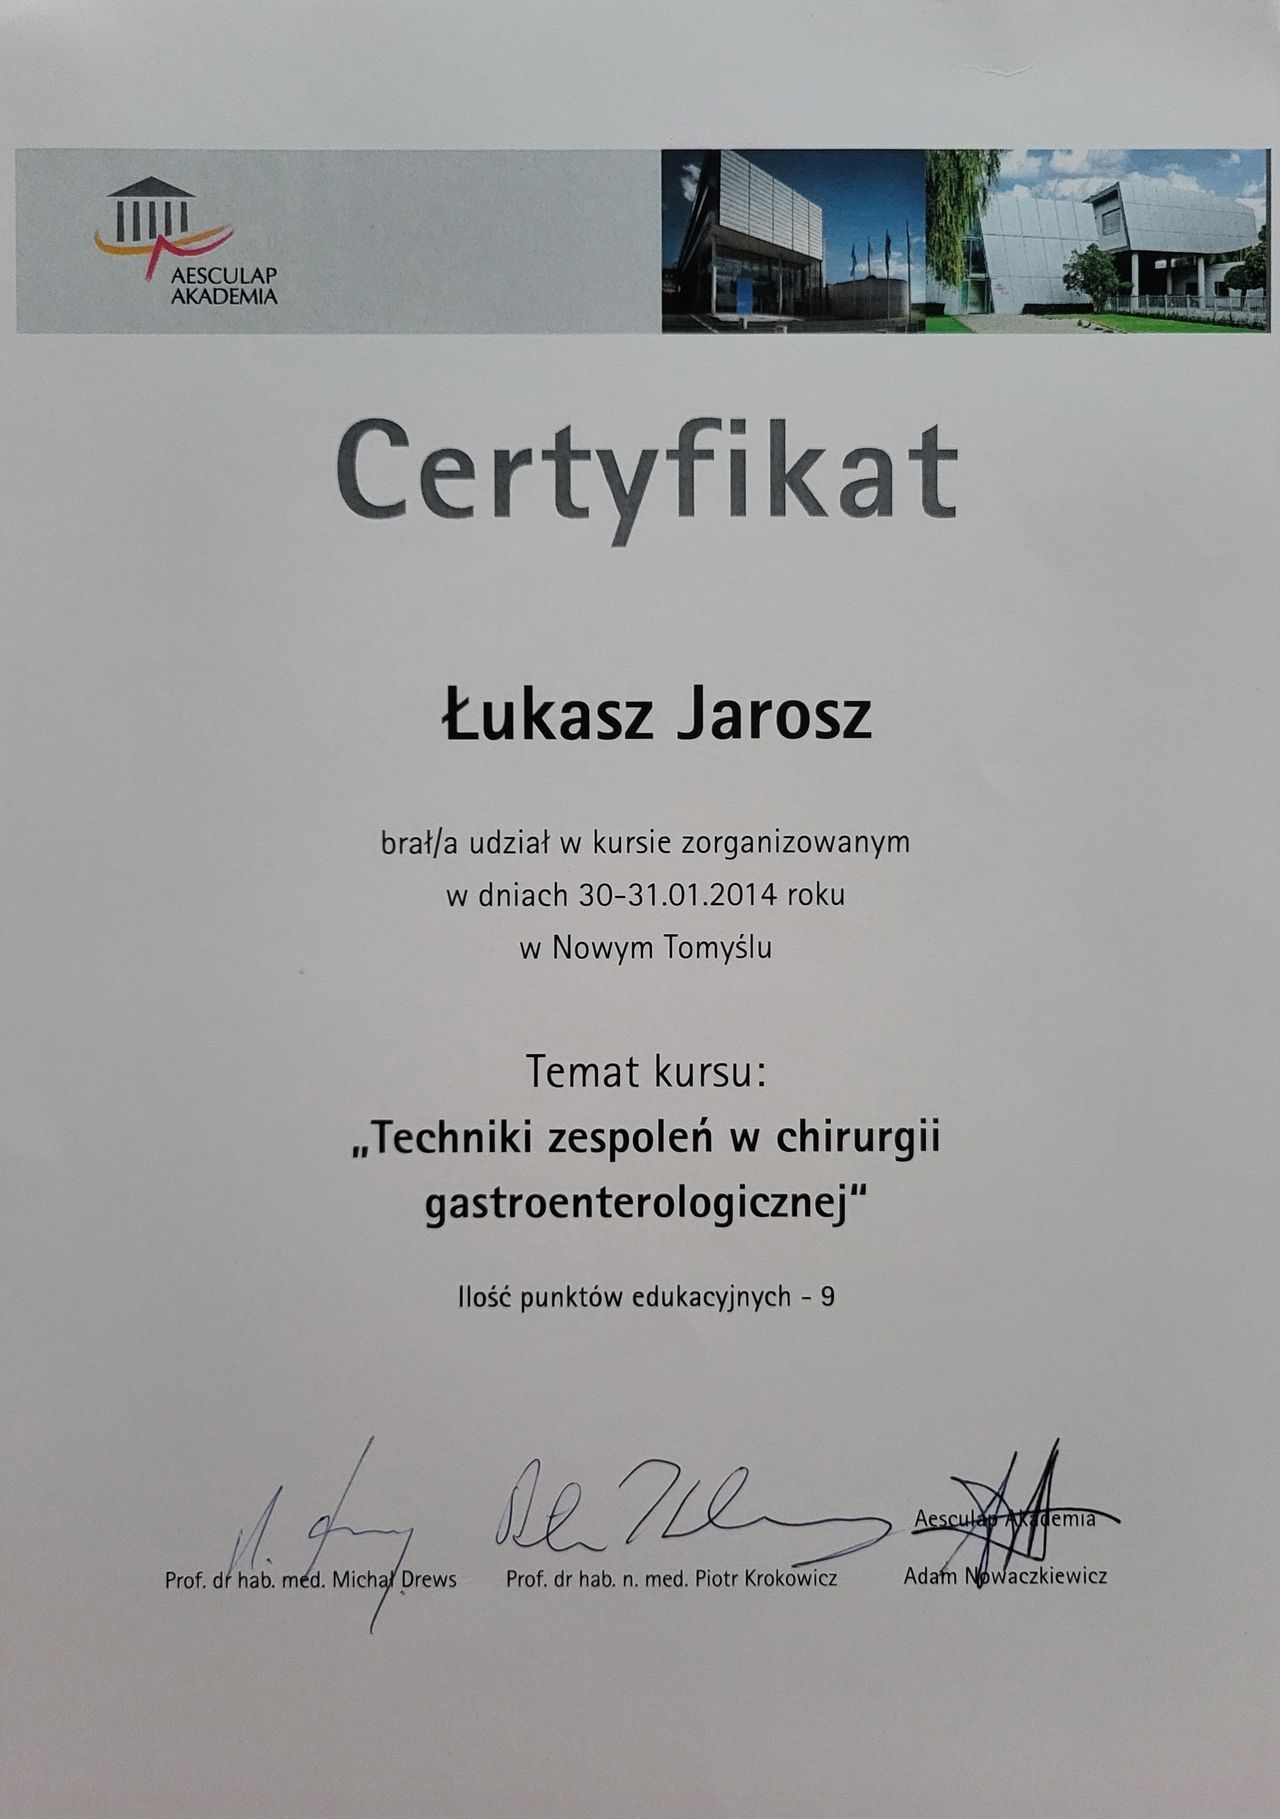 AESCULAP
AKADEMIA
Certyfikat
Łukasz Jarosz
brał/a udział w kursie zorganizowanym
w dniach 30-31.01.2014 roku
w Nowym Tomyślu
Temat kursu:
„Techniki zespoleń w chirurgii
gastroenterologicznej“
Ilość punktów edukacyjnych - 9
Aesculap Akademia
Prof. dr hab. med. Michał Drews
Prof. dr hab. n. med. Piotr Krokowicz
Adam Nowaczkiewicz